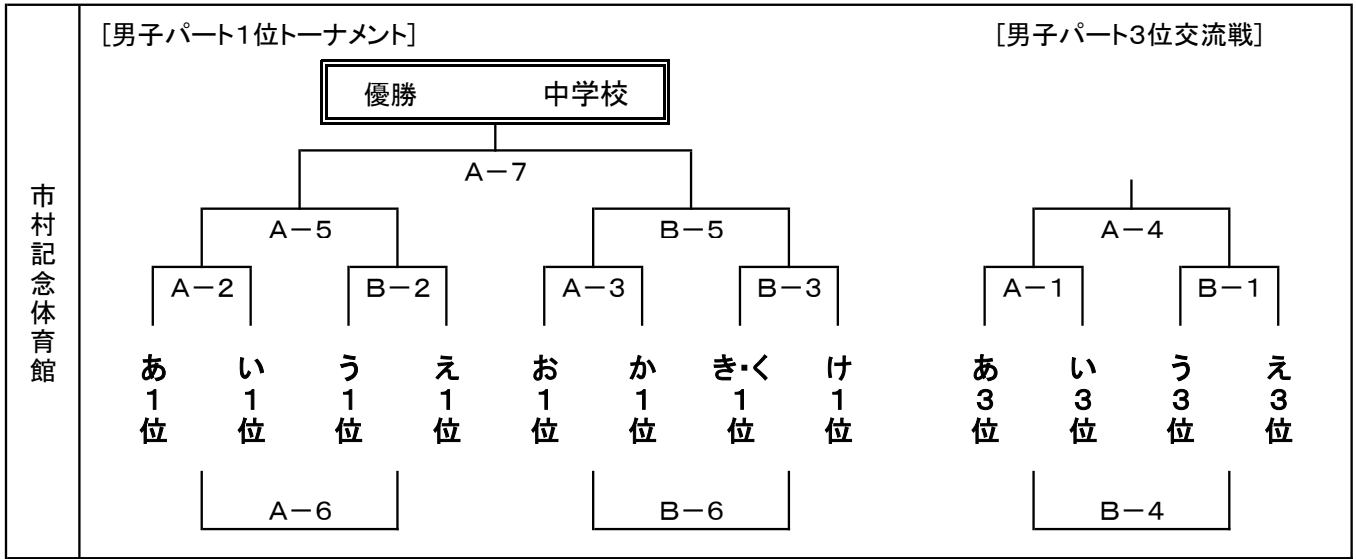 [男子パート1位トーナメント]
[男子パート3位交流戦]
優勝 中学校
A-7
市村記念体育館
A-5
B-5
A-4
A-2
B-2
A-3
B-3
A-1
B-1
あ1位
い1位
う1位
え1位
お1位
か1位
き・く1位
け1位
あ3位
い3位
う3位
え3位
A-6
B-6
B-4